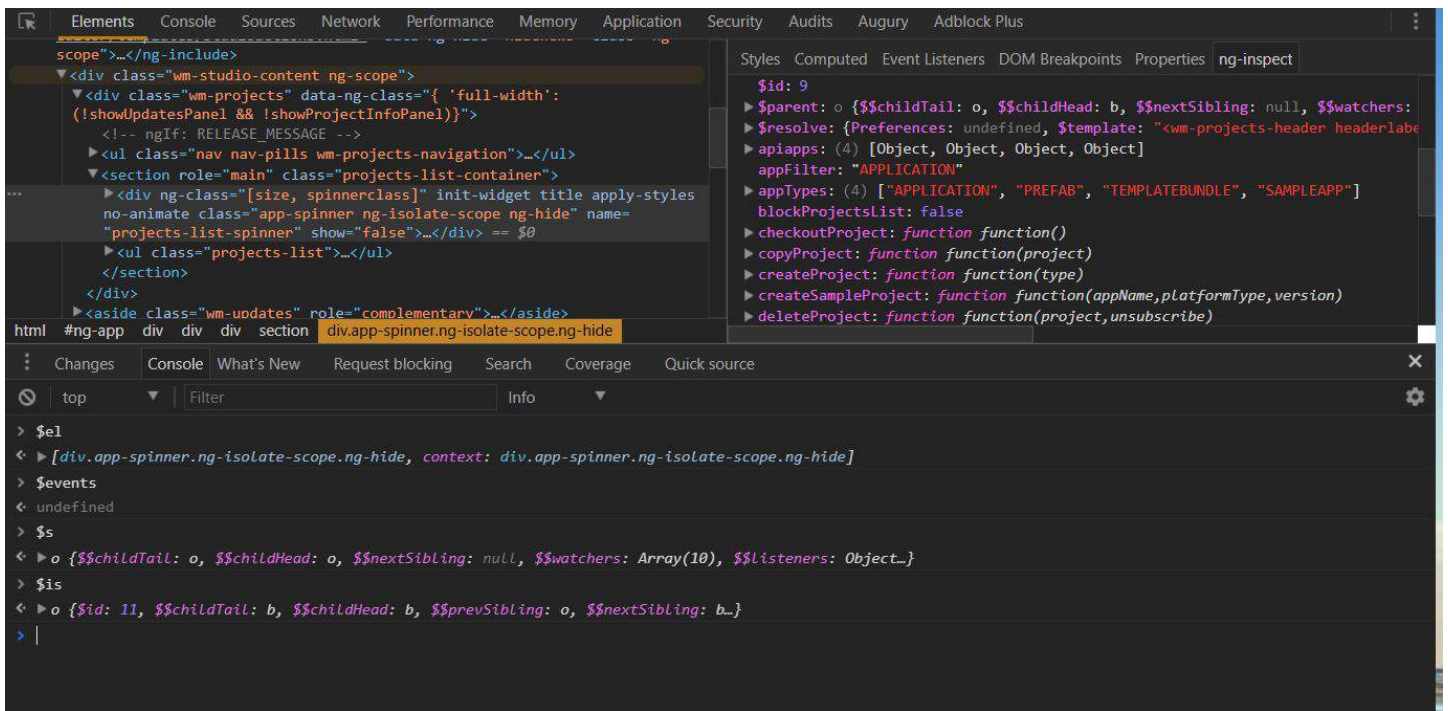 Elements Console Sources Network Performance Memory Application Security Audits Augury Adblock Plus
scope">…</ng-include>
▼<div class="wm-studio-content ng-scope">
▼<div class="wm-projects" data-ng-class="{ 'full-width':
(!showUpdatesPanel && !showProjectInfoPanel)}">
<!-- ngIf: RELEASE_MESSAGE -->
▶<ul class="nav nav-pills wm-projects-navigation">…</ul>
▼<section role="main" class="projects-list-container">
▶<div ng-class="[size, spinnerclass]" init-widget title apply-styles
no-animate class="app-spinner ng-isolate-scope ng-hide" name=
"projects-list-spinner" show="false">…</div> == $0
▶<ul class="projects-list">…</ul>
</section>
</div>
▶<aside class="wm-updates" role="complementary">…</aside>
html #ng-app div div div section div.app-spinner.ng-isolate-scope.ng-hide
Styles Computed Event Listeners DOM Breakpoints Properties ng-inspect
$id: 9
▶ $parent: o {$$childTail: o, $$childHead: b, $$nextSibling: null, $$watchers:
▶ $resolve: {Preferences: undefined, $template: "<wm-projects-header headerlabe
▶ apiapps: (4) [Object, Object, Object, Object]
appFilter: "APPLICATION"
▶ appTypes: (4) ["APPLICATION", "PREFAB", "TEMPLATEBUNDLE", "SAMPLEAPP"]
blockProjectsList: false
▶ checkoutProject: function function()
▶ copyProject: function function(project)
▶ createProject: function function(type)
▶ createSampleProject: function function(appName,platformType,version)
▶ deleteProject: function function(project,unsubscribe)
Changes Console What's New Request blocking Search Coverage Quick source
top ▼ Filter Info ▼
> $el
▶ [div.app-spinner.ng-isolate-scope.ng-hide, context: div.app-spinner.ng-isolate-scope.ng-hide]
> $events
undefined
> $s
▶ o {$$childTail: o, $$childHead: o, $$nextSibling: null, $$watchers: Array(10), $$listeners: Object…}
> $is
▶ o {$id: 11, $$childTail: b, $$childHead: b, $$prevSibling: o, $$nextSibling: b…}
>